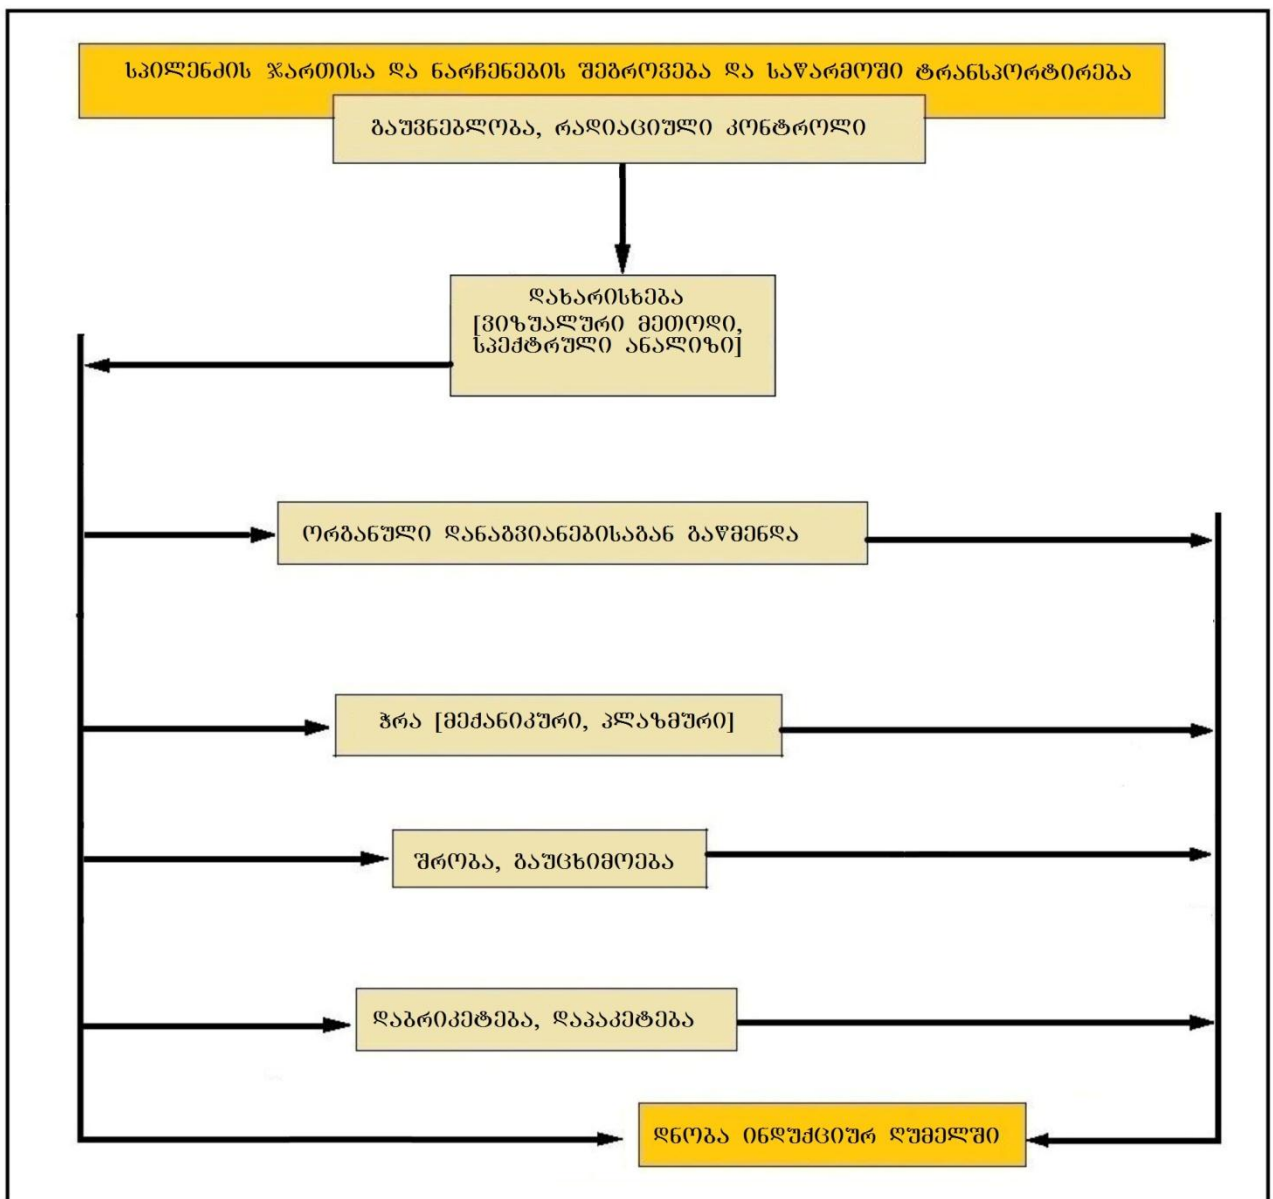 სპილენძის ჯართისა და ნარჩენების შეგროვება და საწარმოში ტრანსპორტირება
გაუვნებლობა, რადიაციული კონტროლი
დახარისხება
[ვიზუალური მეთოდი,
სპექტრული ანალიზი]
ორგანული დანაგვიანებისაგან გაწმენდა
ჭრა [მექანიკური, პლაზმური]
შრობა, გაუცხიმოება
დაბრიკეტება, დაპაკეტება
დნობა ინდუქციურ ღუმელში